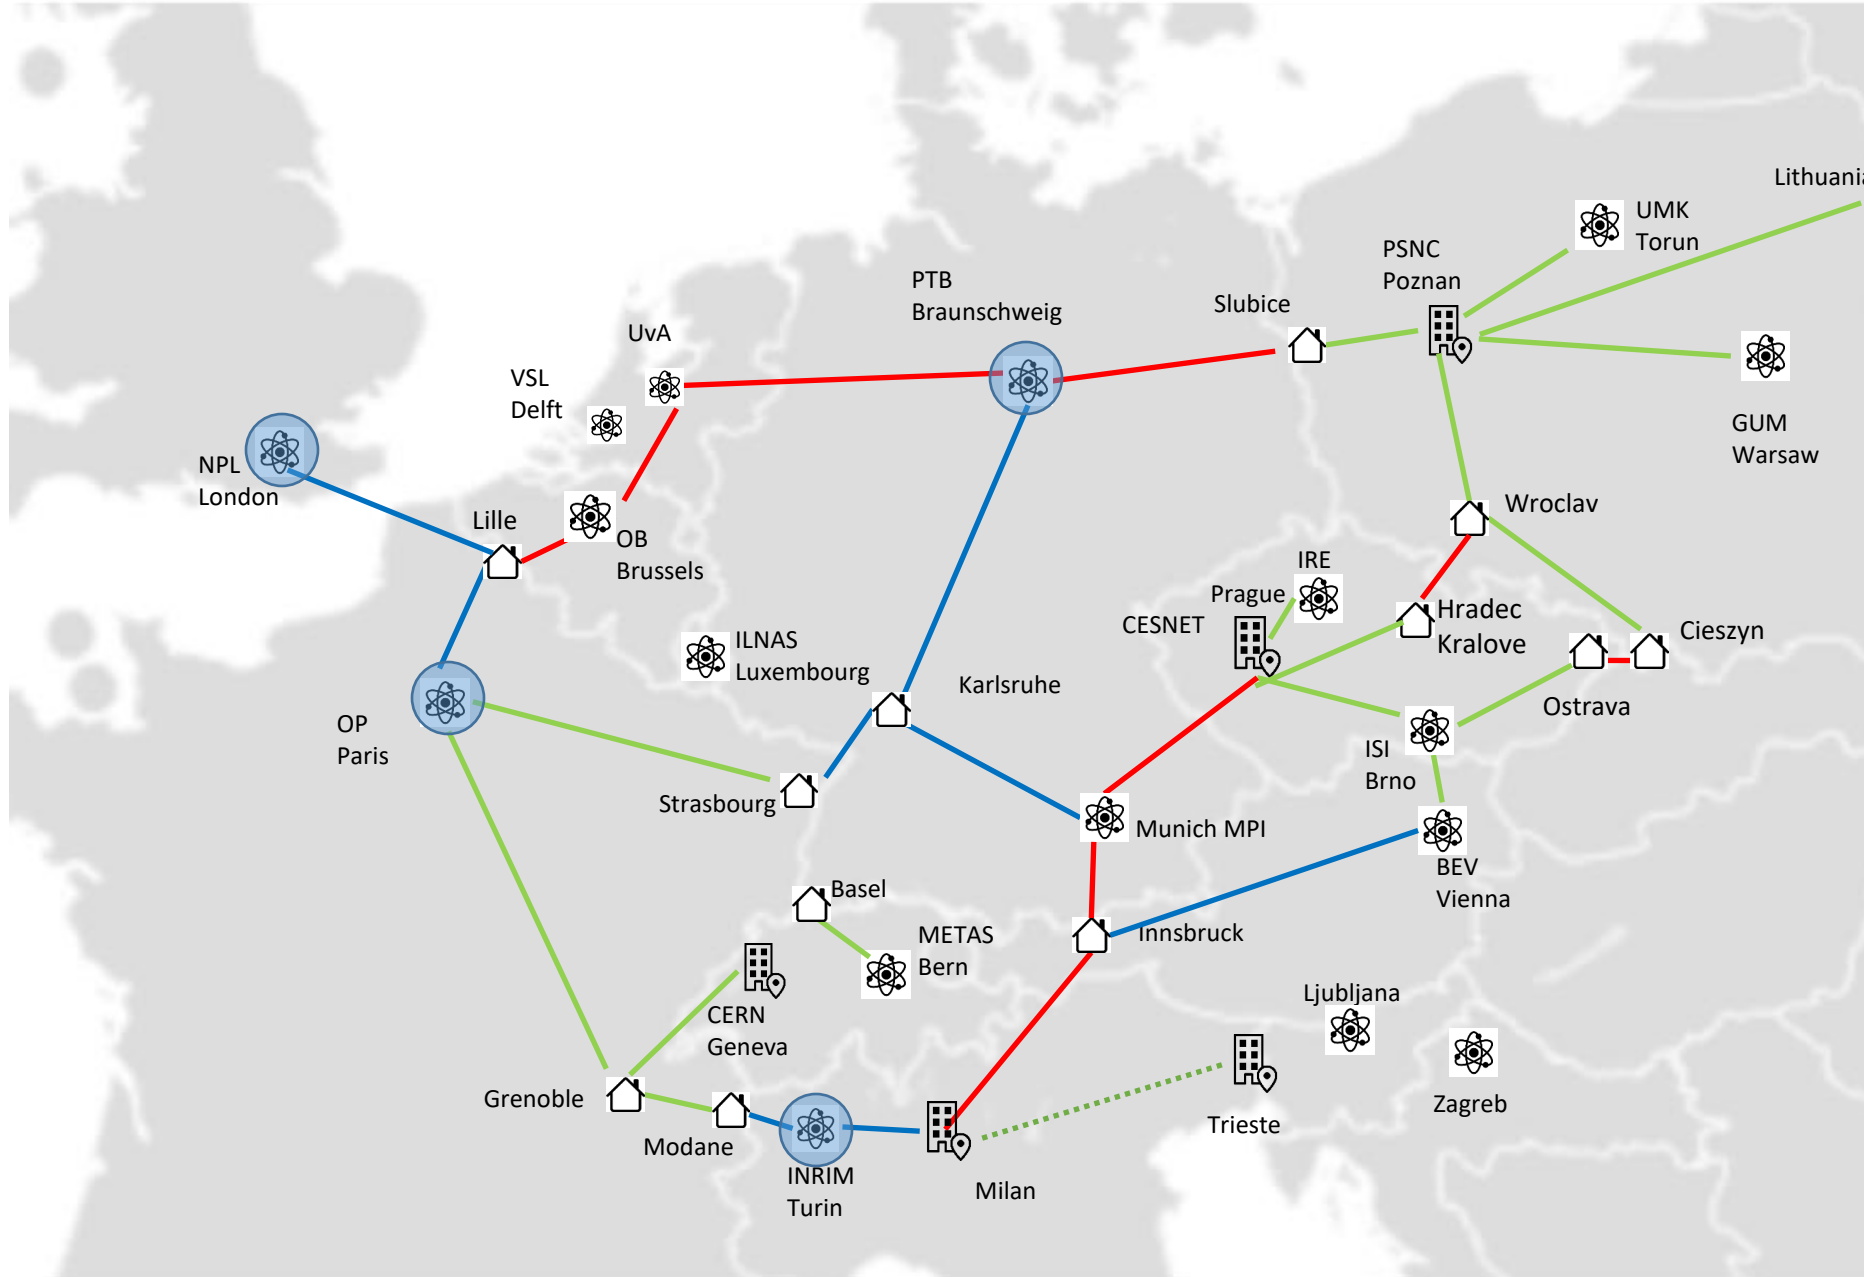 Lithuania
UMK
Torun
PSNC
Poznan
PTB
Braunschweig
Slubice
UvA
VSL
Delft
GUM
Warsaw
NPL
London
Lille
OB
Brussels
Wroclav
IRE
Prague
CESNET
Hradec
Kralove
Cieszyn
ILNAS
Luxembourg
Karlsruhe
Ostrava
OP
Paris
ISI
Brno
Strasbourg
Munich MPI
BEV
Vienna
Basel
METAS
Bern
Innsbruck
CERN
Geneva
Ljubljana
Grenoble
Zagreb
Trieste
Modane
INRIM
Turin
Milan